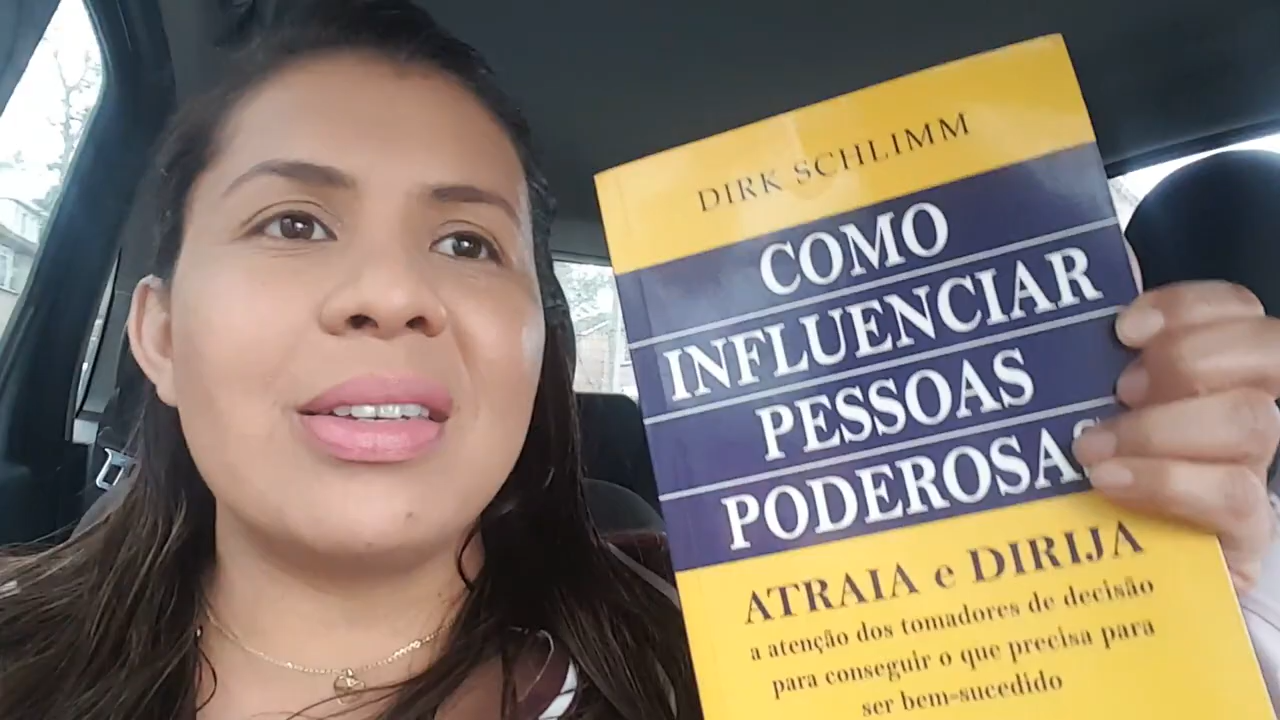 DIRK SCHLIMM
COMO
INFLUENCIAR
PESSOAS
PODEROSAS
ATRAIA e DIRIJA
a atenção dos tomadores de decisão
para conseguir o que precisa para
ser bem-sucedido